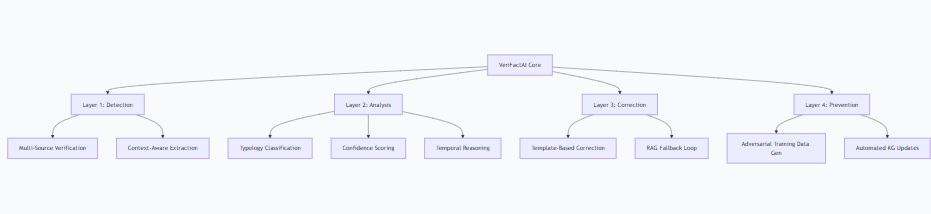 VeriFactAI Core
Layer 1: Detection
Layer 2: Analysis
Layer 3: Correction
Layer 4: Prevention
Multi-Source Verification
Context-Aware Extraction
Typology Classification
Confidence Scoring
Temporal Reasoning
Template-Based Correction
RAG Fallback Loop
Adversarial Training Data
Gen
Automated KG Updates